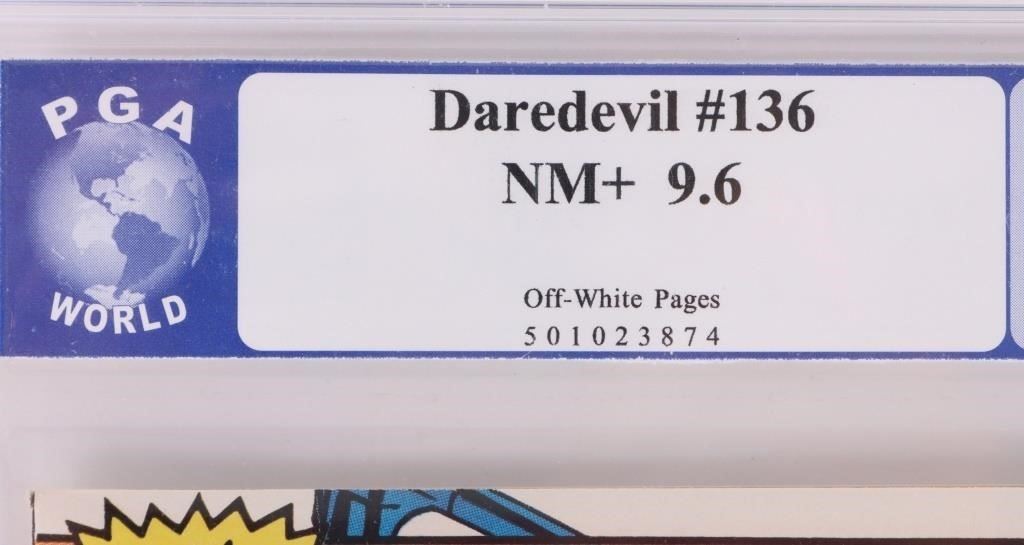 PGA
WORLD
Daredevil #136
NM+ 9.6
Off-White Pages
501023874